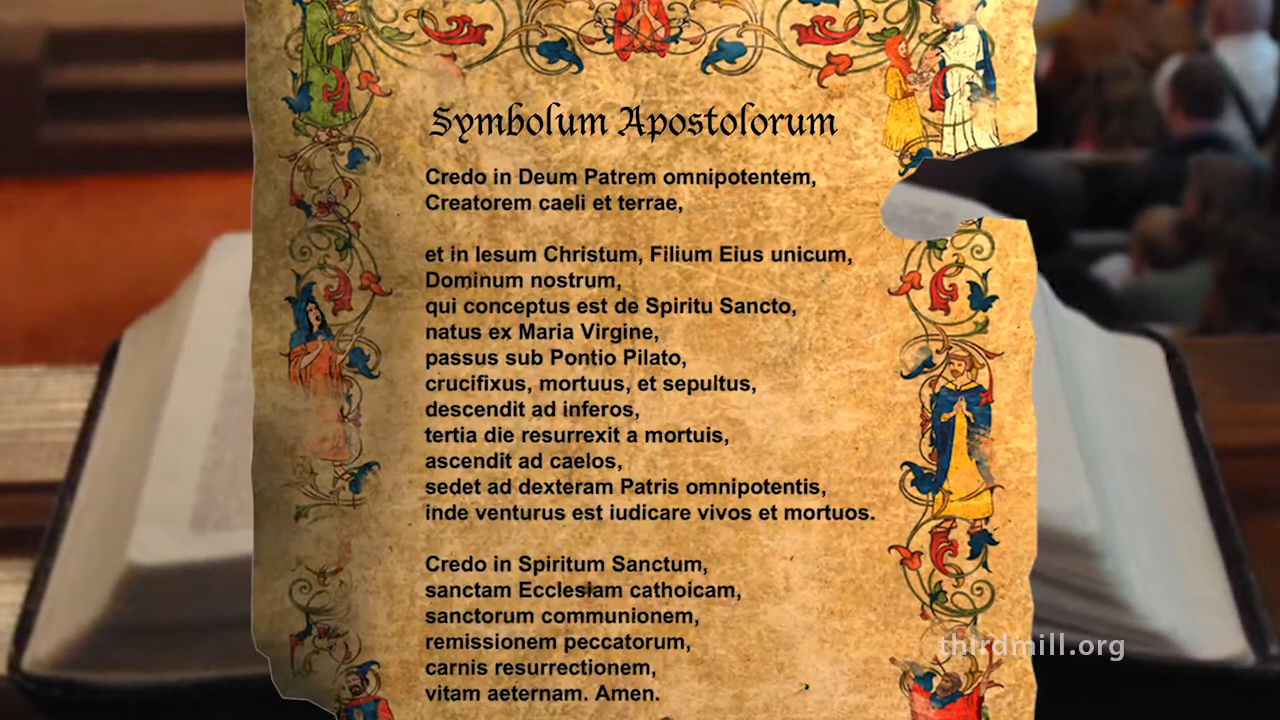 Symbolum Apostolorum
Credo in Deum Patrem omnipotentem,
Creatorem caeli et terrae,
et in Iesum Christum, Filium Eius unicum,
Dominum nostrum,
qui conceptus est de Spiritu Sancto,
natus ex Maria Virgine,
passus sub Pontio Pilato,
crucifixus, mortuus, et sepultus,
descendit ad inferos,
tertia die resurrexit a mortuis,
ascendit ad caelos,
sedet ad dexteram Patris omnipotentis,
inde venturus est iudicare vivos et mortuos.
Credo in Spiritum Sanctum,
sanctam Ecclesiam cathoicam,
sanctorum communionem,
remissionem peccatorum,
carnis resurrectionem,
vitam aeternam. Amen.
thirdmill.org